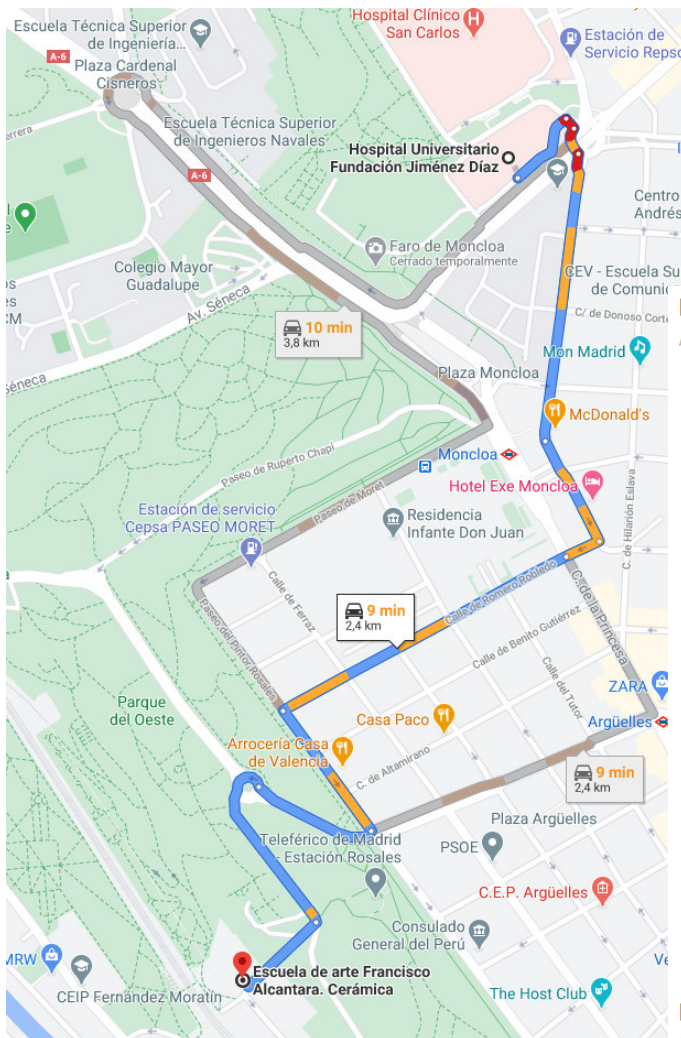 Escuela Técnica Superior
de Ingeniería...
A-6
Plaza Cardenal
Cisneros
Hospital Clínico
San Carlos
H
Estación de
Servicio Repso
Escuela Técnica Superior
de Ingenieros Navales
Hospital Universitario
Fundación Jiménez Díaz
A-6
Centro
Andrés
Faro de Moncloa
Cerrado temporalmente
Colegio Mayor
Guadalupe
CM
Av. Séneca
CEV - Escuela Su
de Comunic
C/ de Donoso Corte
10 min
3,8 km
Mon Madrid
Séneca
Plaza Moncloa
McDonald's
Paseo de Ruperto Chapí
Moncloa
Hotel Exe Moncloa
C. de Hilarión Eslava
Estación de servicio
Cepsa PASEO MORET
Paseo de Moret
Residencia
Infante Don Juan
Calle de Ferraz
Calle de Romero Robledo
C. de la Princesa
9 min
2,4 km
Paseo del Pintor Rosales
Calle de Benito Gutiérrez
Calle del Tutor
ZARA
Parque
del Oeste
Casa Paco
Argüelles
Arrocería Casa
de Valencia
C. de Altamirano
9 min
2,4 km
Plaza Argüelles
Teleférico de Madrid
- Estación Rosales
PSOE
C.E.P. Argüelles
Consulado
General del Perú
MRW
Escuela de arte Francisco
Alcantara. Cerámica
CEIP Fernández Moratín
The Host Club